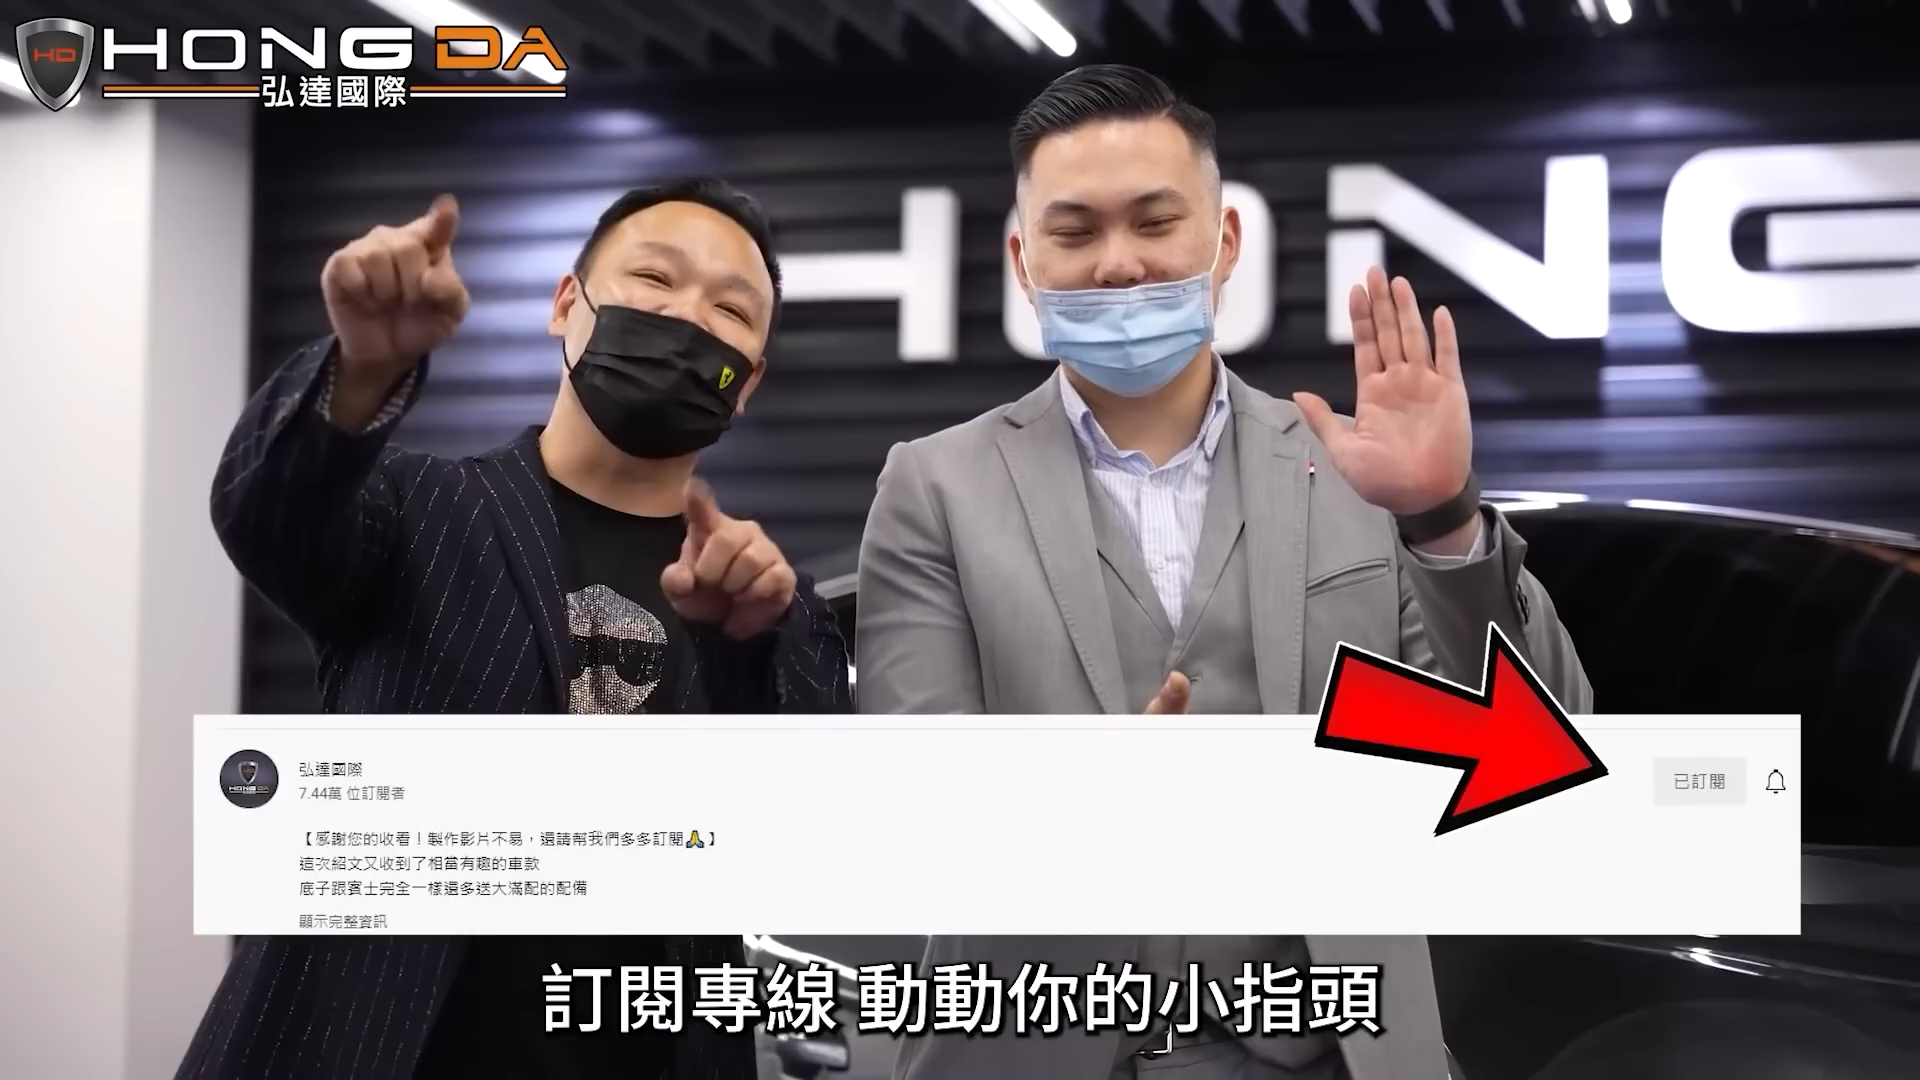 HD HONG DA
弘達國際
HONG
HONG DA
弘達國際
7.44萬 位訂閱者
已訂閱
【感謝您的收看！製作影片不易，還請幫我們多多訂閱🙏】
這次紹文又收到了相當有趣的車款
底子跟賓士完全一樣還多送大滿配的配備
顯示完整資訊
訂閱專線 動動你的小指頭